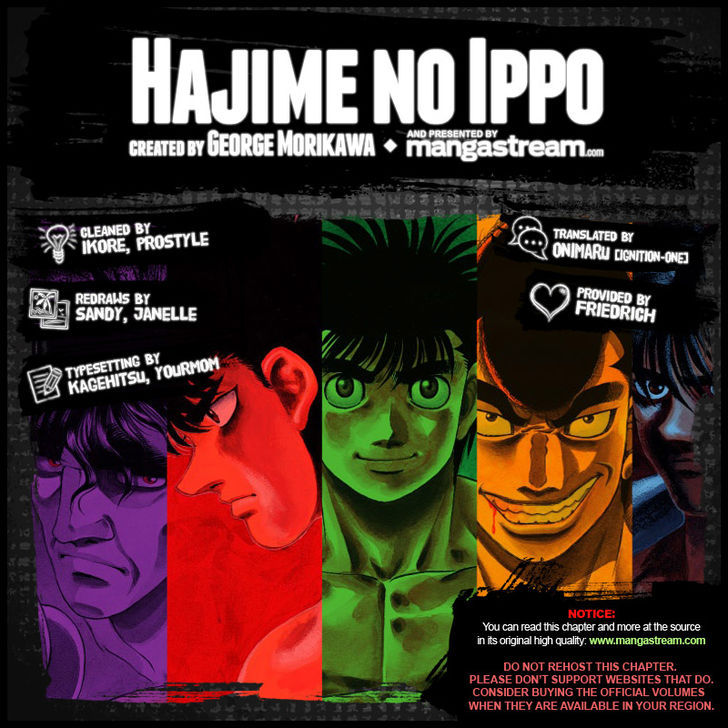 HAJIME NO IPPO
CREATED BY GEORGE MORIKAWA ◆ AND PRESENTED BY mangastream.com
CLEANED BY
IKORE, PROSTYLE
REDRAWS BY
SANDY, JANELLE
TYPESETTING BY
KAGEHITSU, YOURMOM
TRANSLATED BY
ONIMARU [IGNITION-ONE]
PROVIDED BY
FRIEDRICH
NOTICE:
You can read this chapter and more at the source
in its original high quality: www.mangastream.com
DO NOT REHOST THIS CHAPTER.
PLEASE DON'T SUPPORT WEBSITES THAT DO.
CONSIDER BUYING THE OFFICIAL VOLUMES
WHEN THEY ARE AVAILABLE IN YOUR REGION.